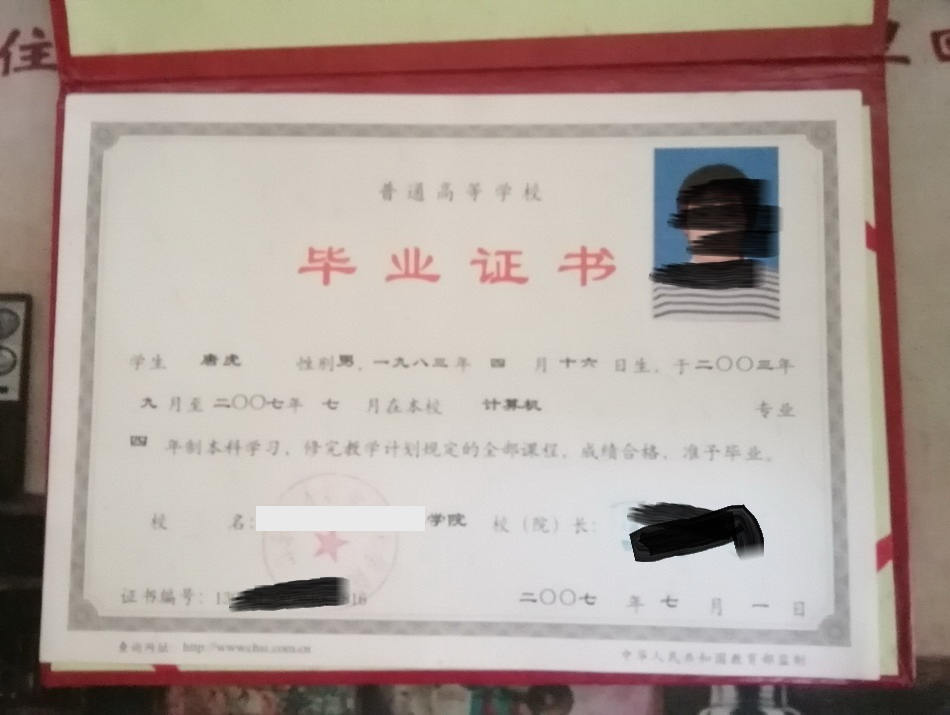 住 回
普通高等学校
毕业证书
学生 唐虎 性别男，一九八三年 四 月十六 日生，于二〇〇三年
九 月至二〇〇七年 七 月在本校 计算机 专业
四 年制本科学习，修完教学计划规定的全部课程，成绩合格，准予毕业。
校 名： 学院 校（院）长：
证书编号：13 16
二〇〇七 年 七 月 一 日
查询网址：http://www.chsi.com.cn
中华人民共和国教育部监制